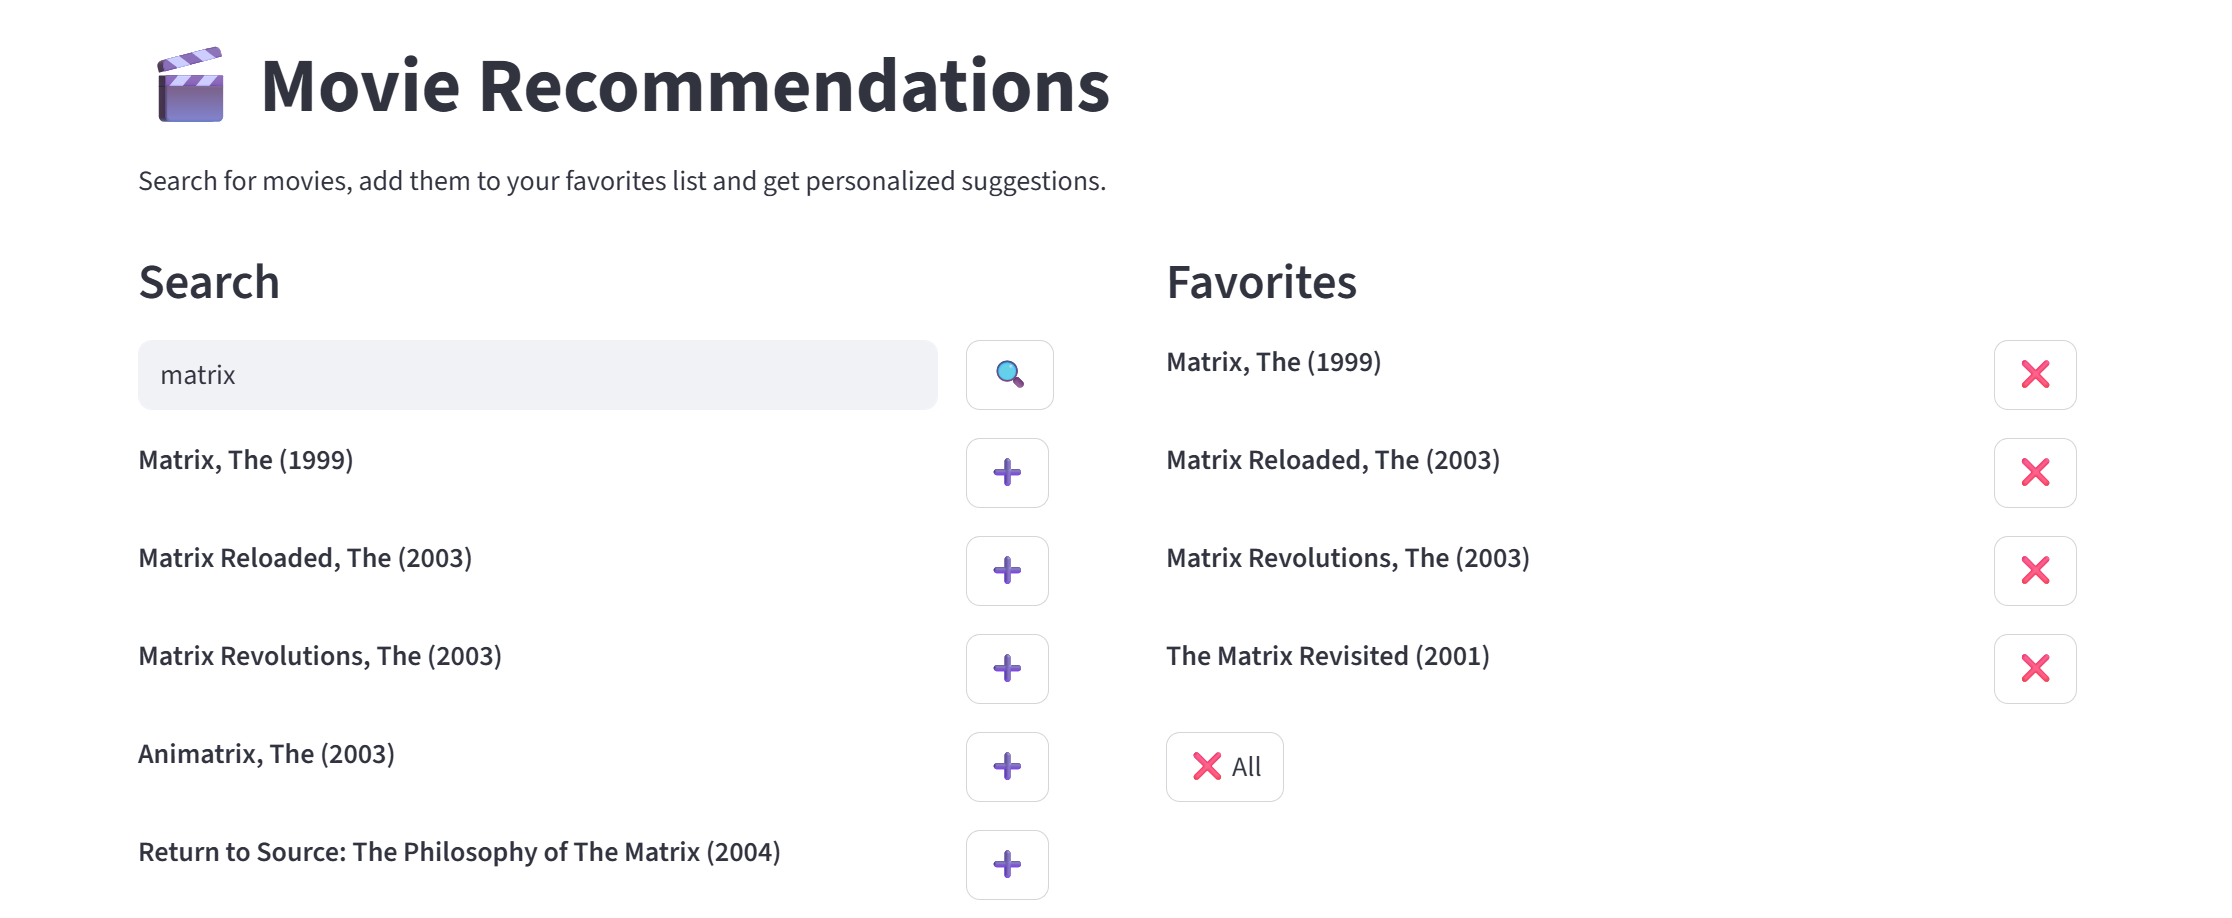 Movie Recommendations
Search for movies, add them to your favorites list and get personalized suggestions.
Search
matrix
Matrix, The (1999)
Matrix Reloaded, The (2003)
Matrix Revolutions, The (2003)
Animatrix, The (2003)
Return to Source: The Philosophy of The Matrix (2004)
Favorites
Matrix, The (1999)
Matrix Reloaded, The (2003)
Matrix Revolutions, The (2003)
The Matrix Revisited (2001)
All